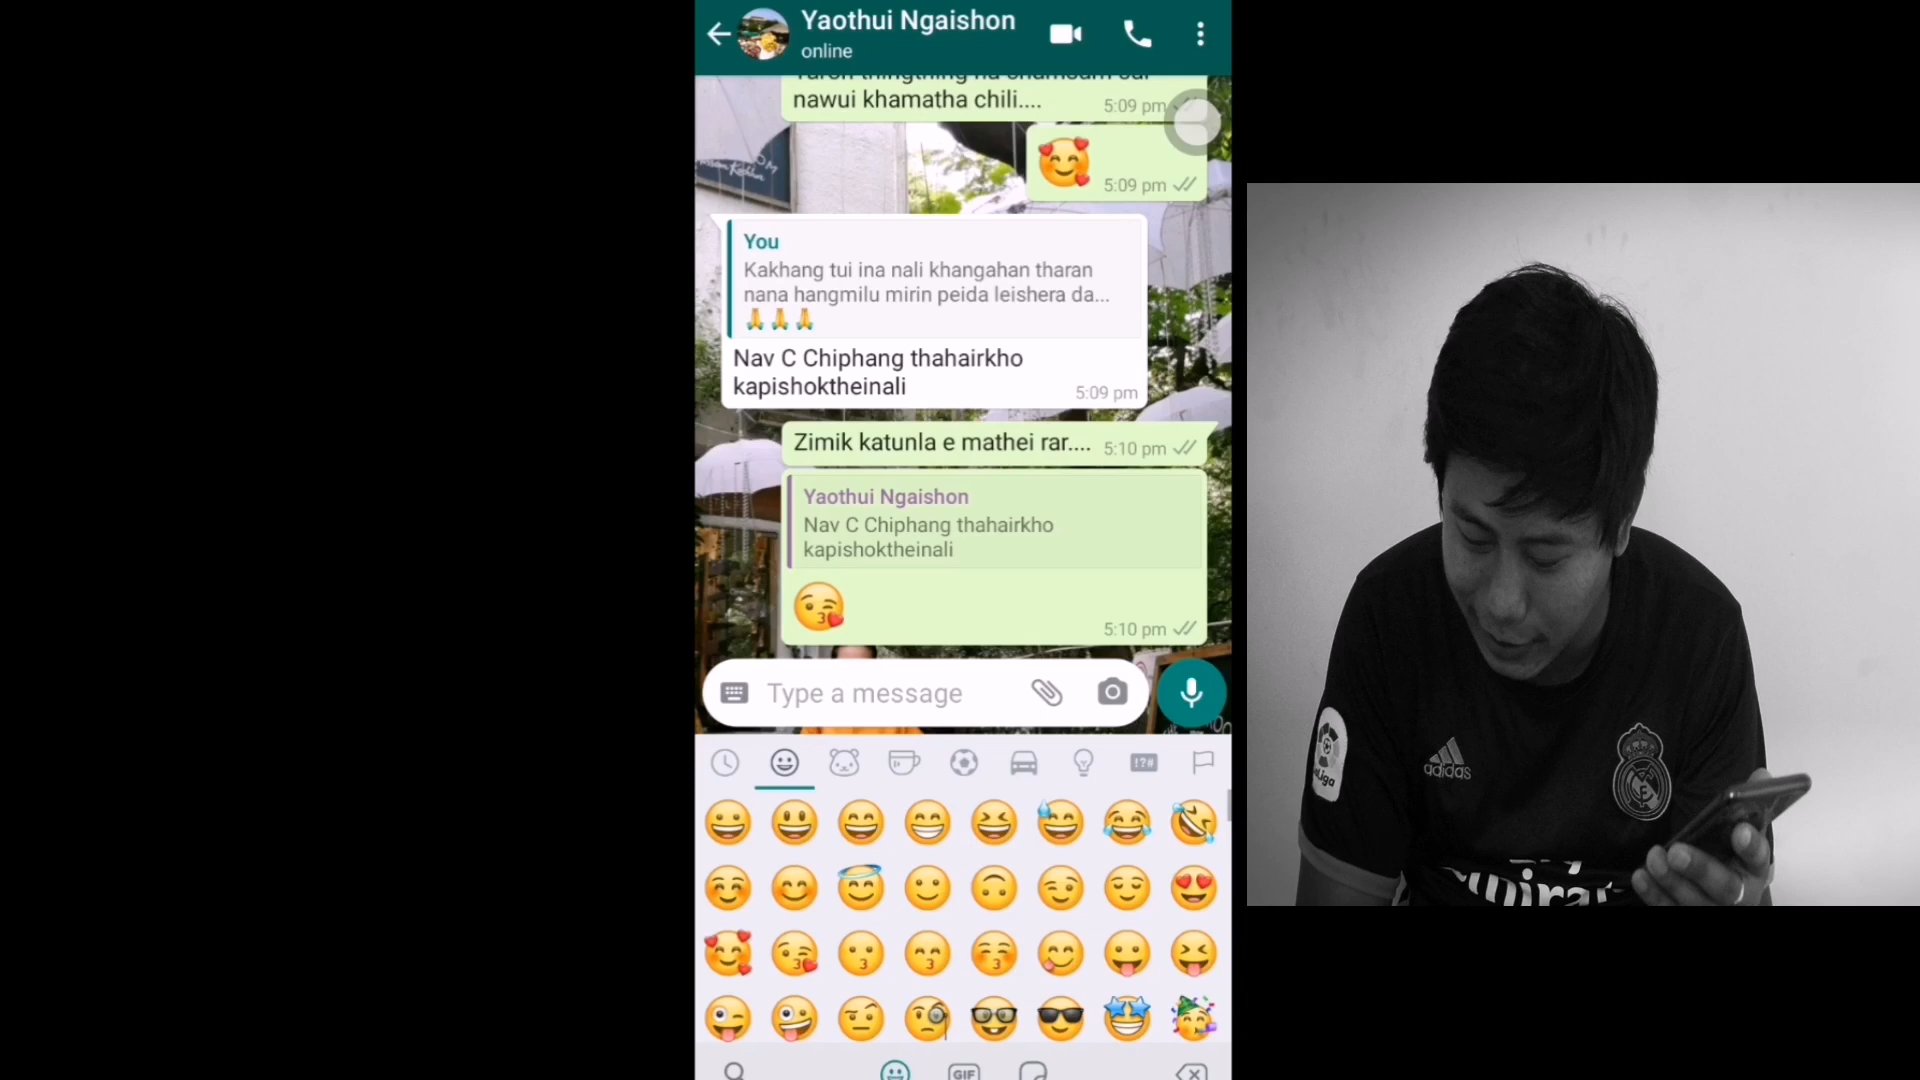 Yaothui Ngaishon
online
nawui khamatha chili....
5:09 pm
5:09 pm
You
Kakhang tui ina nali khangahan tharan
nana hangmilu mirin peida leishera da...
🙏🙏🙏
Nav C Chiphang thahairkho
kapishoktheinali
5:09 pm
Zimik katunla e mathei rar....
5:10 pm
Yaothui Ngaishon
Nav C Chiphang thahairkho
kapishoktheinali
5:10 pm
Type a message
!?#
GIF
adidas